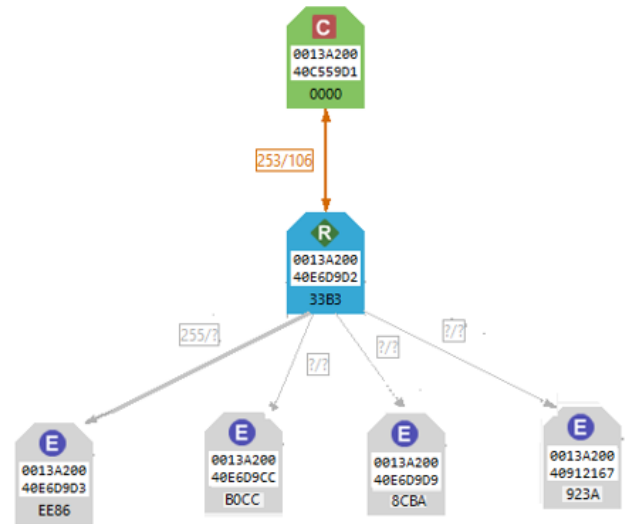 C
0013A200
40C559D1
0000
253/106
R
0013A200
40E6D9D2
33B3
255/?
?/?
?/?
?/?
E
0013A200
40E6D9D3
EE86
E
0013A200
40E6D9CC
B0CC
E
0013A200
40E6D9D9
8CBA
E
0013A200
40912167
923A